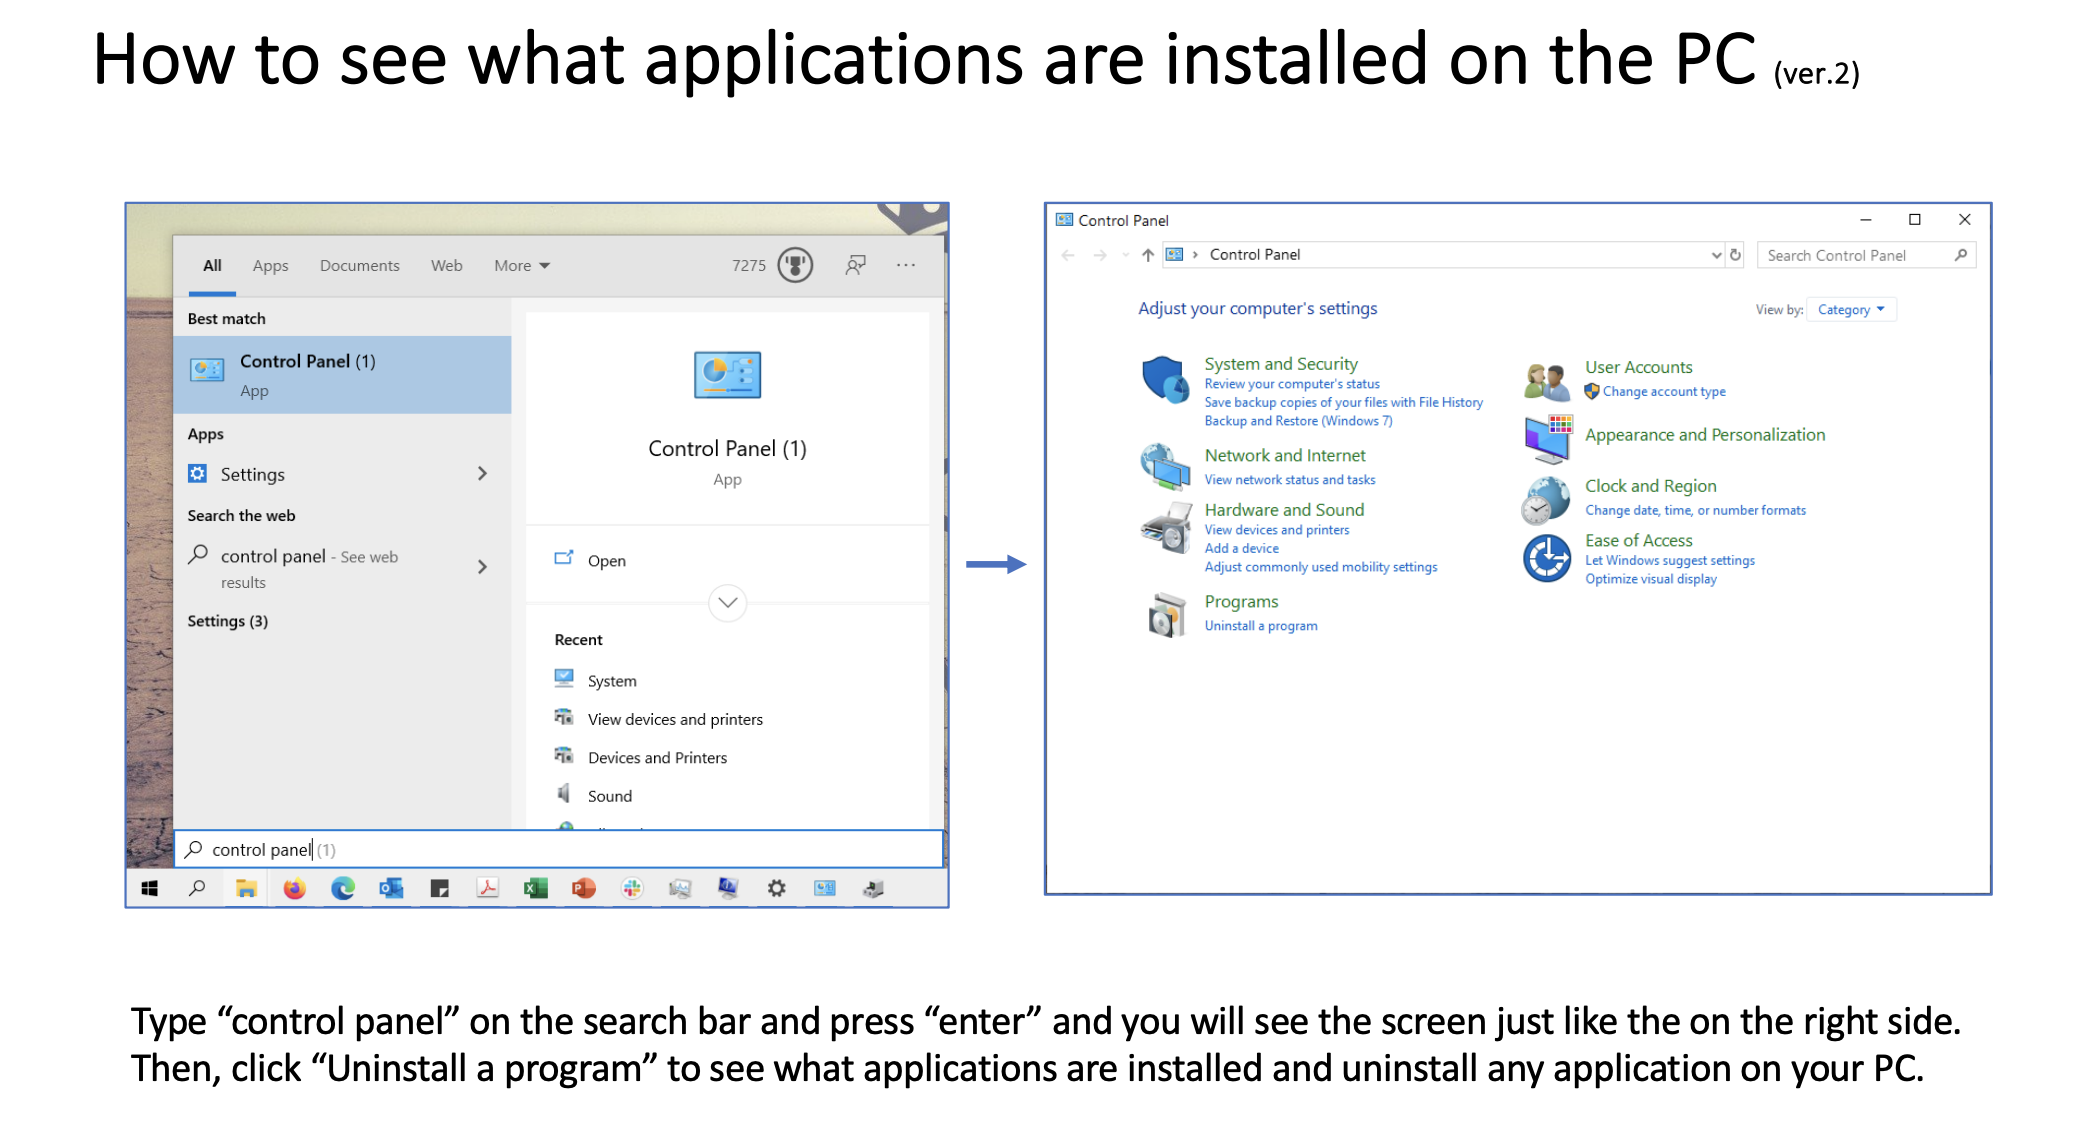 How to see what applications are installed on the PC (ver.2)
All Apps Documents Web More 7275 ...
Best match
Control Panel (1)
App
Apps
Settings
Search the web
control panel - See web
results
Settings (3)
Control Panel (1)
App
Open
Recent
System
View devices and printers
Devices and Printers
Sound
control panel (1)
Control Panel
Control Panel
Search Control Panel
Adjust your computer's settings
View by: Category
System and Security
Review your computer's status
Save backup copies of your files with File History
Backup and Restore (Windows 7)
Network and Internet
View network status and tasks
Hardware and Sound
View devices and printers
Add a device
Adjust commonly used mobility settings
Programs
Uninstall a program
User Accounts
Change account type
Appearance and Personalization
Clock and Region
Change date, time, or number formats
Ease of Access
Let Windows suggest settings
Optimize visual display
Type “control panel” on the search bar and press “enter” and you will see the screen just like the on the right side.
Then, click “Uninstall a program” to see what applications are installed and uninstall any application on your PC.